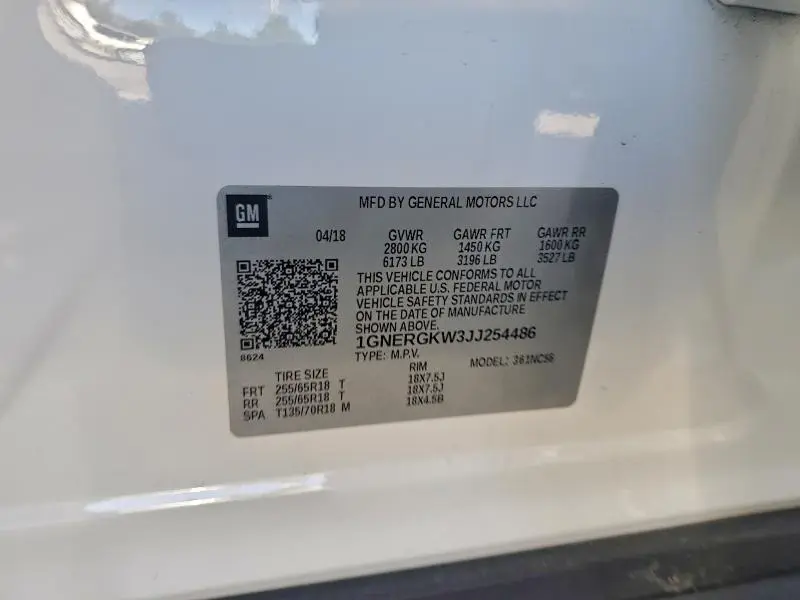 GM
MFD BY GENERAL MOTORS LLC
04/18 GVWR GAWR FRT GAWR RR
2800 KG 1450 KG 1600 KG
6173 LB 3196 LB 3527 LB
THIS VEHICLE CONFORMS TO ALL
APPLICABLE U.S. FEDERAL MOTOR
VEHICLE SAFETY STANDARDS IN EFFECT
ON THE DATE OF MANUFACTURE
SHOWN ABOVE.
1GNERGKW3JJ254486
8624
TYPE: M.P.V. MODEL:
TIRE SIZE RIM
FRT 255/65R18 T 18X7.5J
RR 255/65R18 T 18X7.5J
SPA T135/70R18 M 18X4.5B